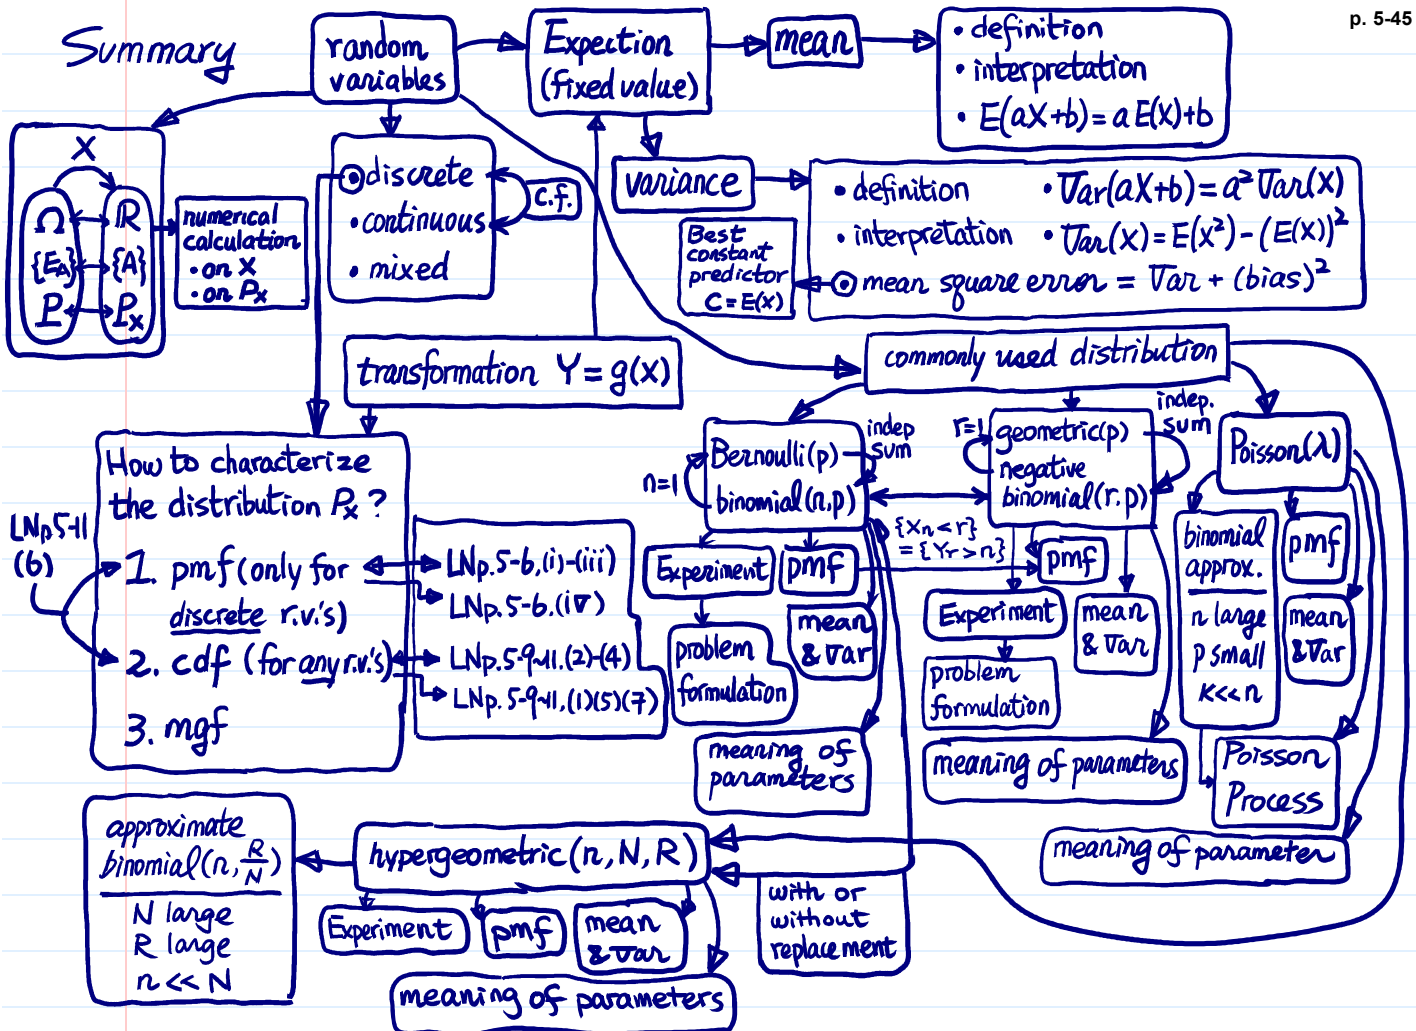 p. 5-45
Summary
random
variables
Expection
(fixed value)
mean
• definition
• interpretation
• E(aX+b) = a E(X)+b
X
Ω ℝ
{E_A} {A}
P P_X
numerical
calculation
• on X
• on P_X
• discrete
• continuous
• mixed
c.f.
variance
• definition
• Var(aX+b) = a² Var(X)
• interpretation
• Var(X) = E(X²) - (E(X))²
• mean square error = Var + (bias)²
Best
constant
predictor
C = E(X)
transformation Y = g(X)
commonly used distribution
How to characterize
the distribution P_X?
1. pmf (only for
discrete r.v.'s)
2. cdf (for any r.v.'s)
3. mgf
LNp.5-11
(6)
LNp.5-6,(i)-(iii)
LNp.5-6.(iv)
LNp.5-9~11.(2)-(4)
LNp.5-9~11,(1)(5)(7)
Bernoulli(p)
binomial(n,p)
n=1
indep
sum
geometric(p)
negative
binomial(r,p)
r=1
indep.
sum
{X_n < r}
= {Y_r > n}
Poisson(λ)
Experiment
pmf
mean
& Var
problem
formulation
meaning of
parameters
pmf
Experiment
mean
& Var
problem
formulation
meaning of parameters
binomial
approx.
n large
p small
k<<n
pmf
mean
& Var
Poisson
Process
meaning of parameter
approximate
binomial(n, R/N)
N large
R large
n << N
hypergeometric(n, N, R)
Experiment
pmf
mean
& Var
meaning of parameters
with or
without
replacement